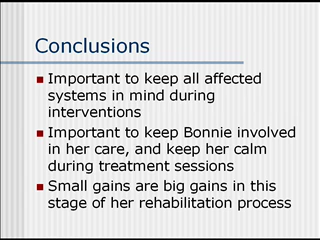 Conclusions
Important to keep all affected
systems in mind during
interventions
Important to keep Bonnie involved
in her care, and keep her calm
during treatment sessions
Small gains are big gains in this
stage of her rehabilitation process